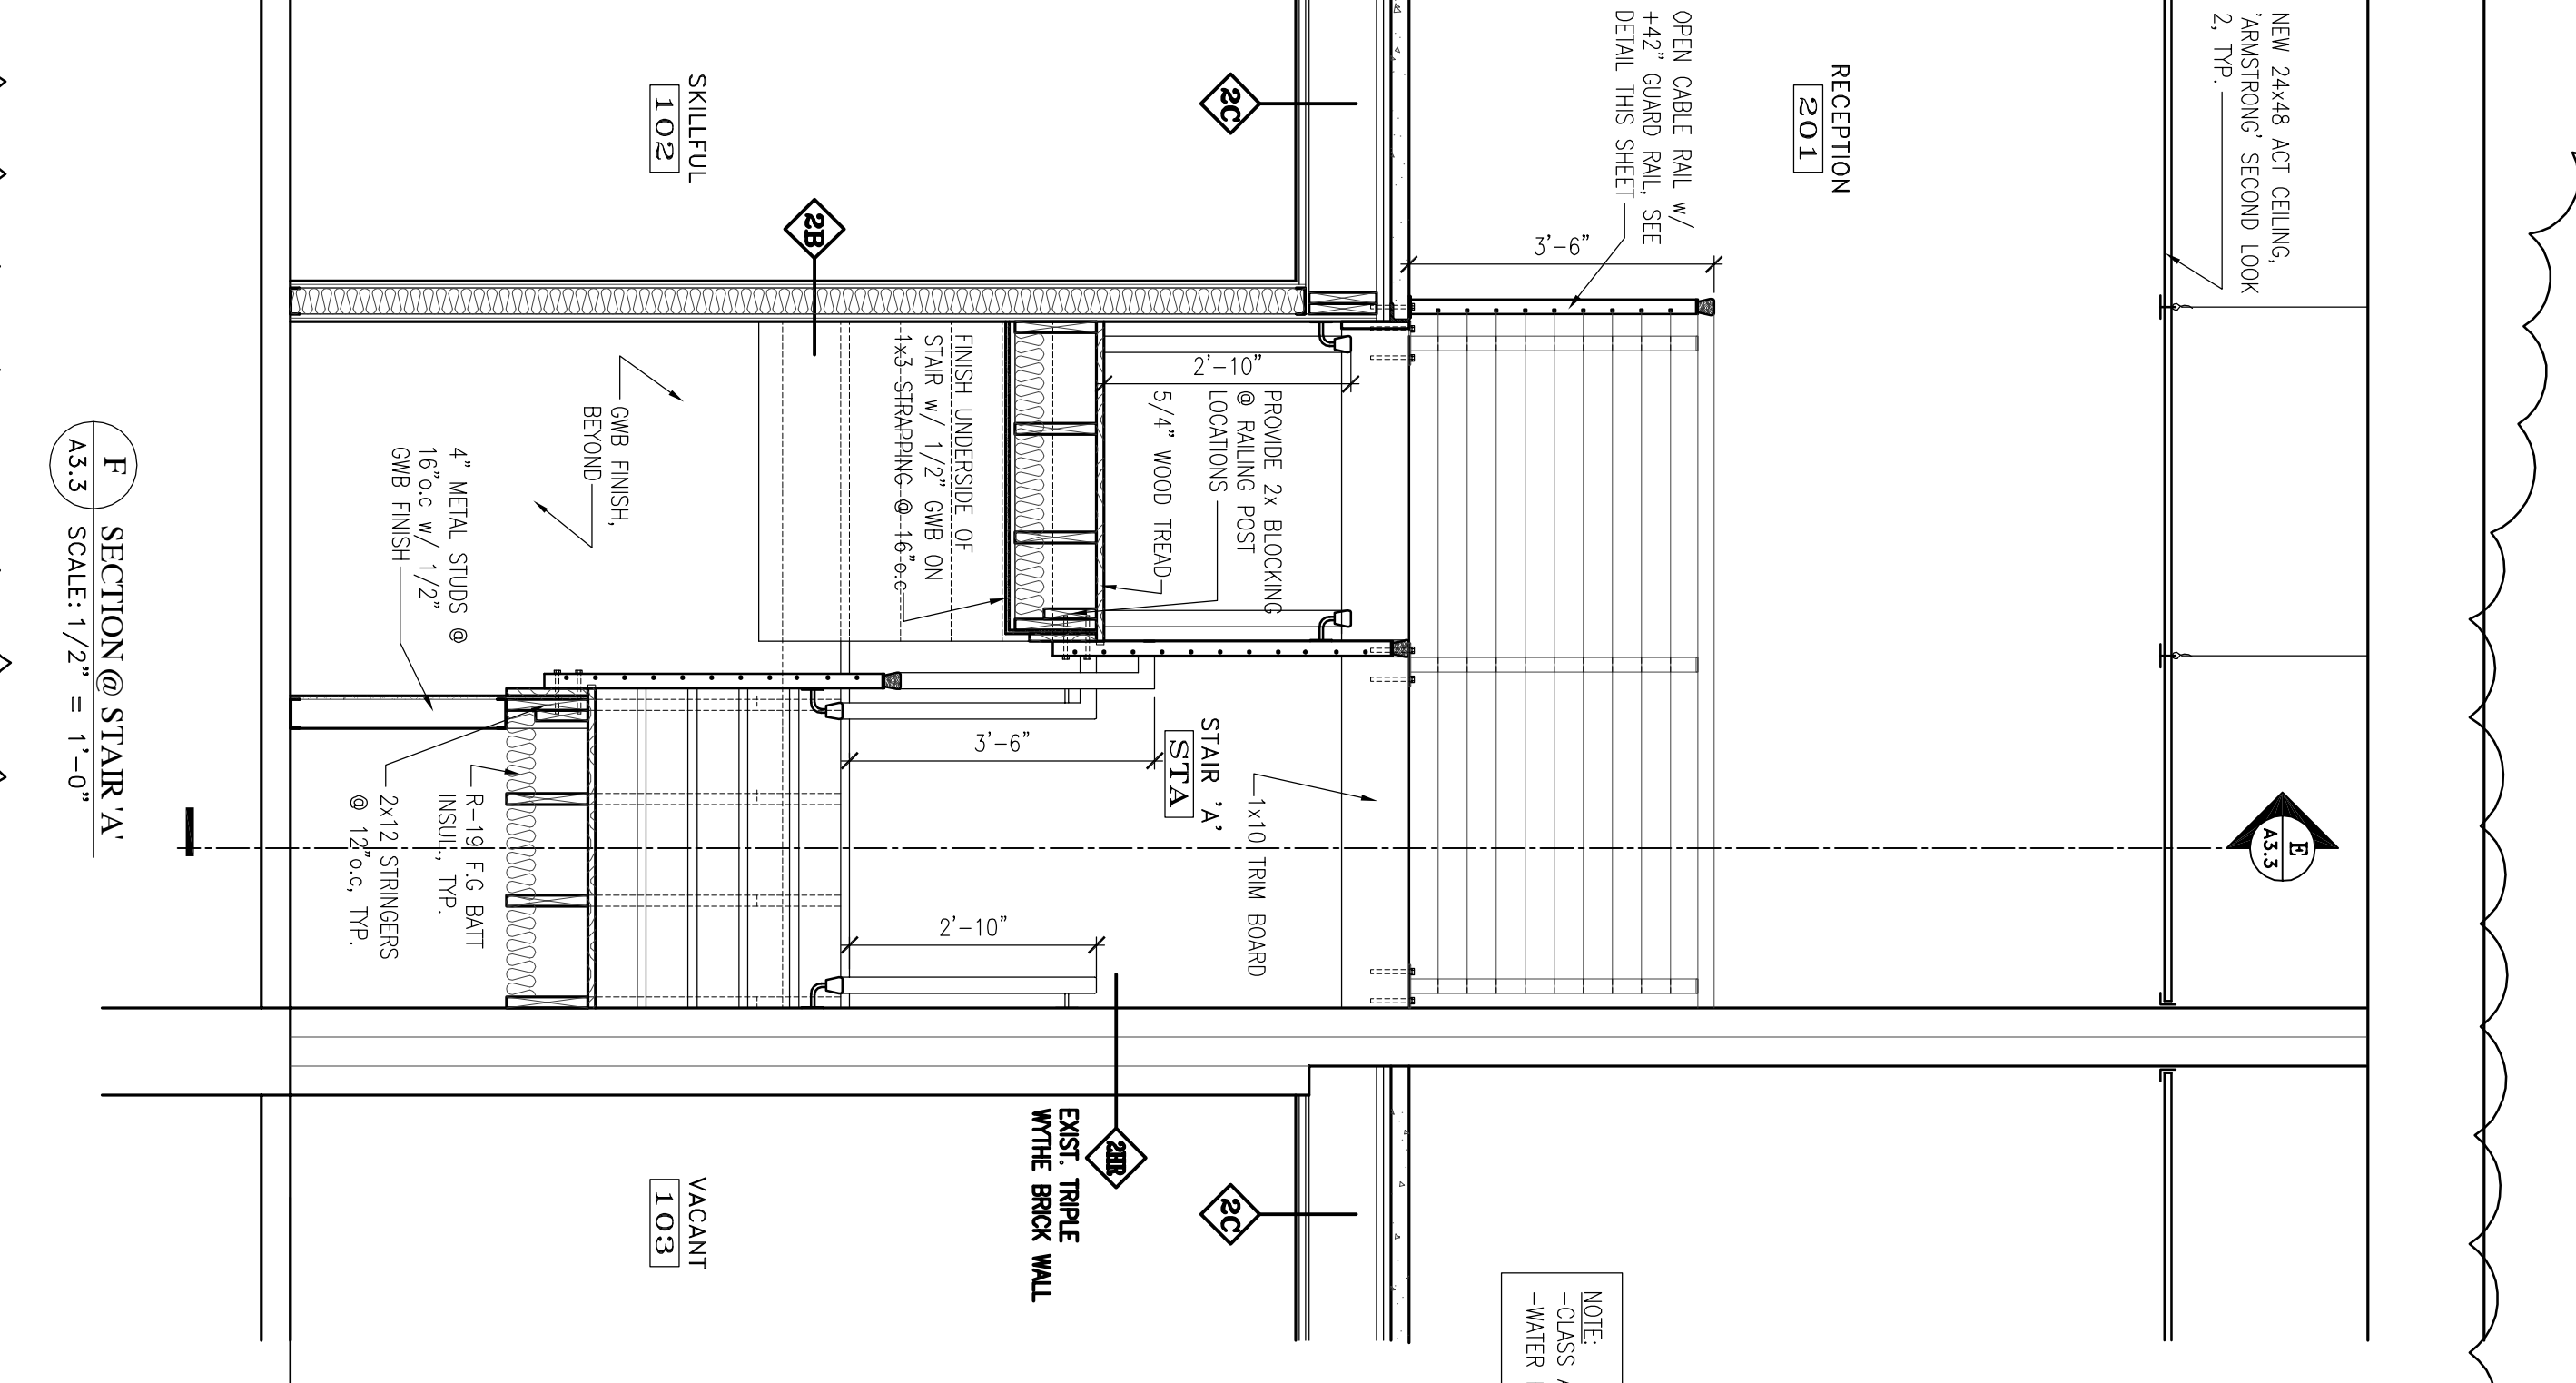 NEW 24x48 ACT CEILING,
'ARMSTRONG' SECOND LOOK
2, TYP.
E
A3.3
RECEPTION
201
OPEN CABLE RAIL W/
+42" GUARD RAIL, SEE
DETAIL THIS SHEET
3'-6"
NOTE:
-CLASS A
-WATER
2C
2C
2'-10"
PROVIDE 2x BLOCKING
@ RAILING POST
LOCATIONS
5/4" WOOD TREAD
1x10 TRIM BOARD
STAIR 'A'
STA
2HR
EXIST. TRIPLE
WYTHE BRICK WALL
3'-6"
2'-10"
FINISH UNDERSIDE OF
STAIR w/ 1/2" GWB ON
1x3 STRAPPING @ 16"o.c
2B
SKILLFUL
102
VACANT
103
GWB FINISH,
BEYOND
4" METAL STUDS @
16"o.c w/ 1/2"
GWB FINISH
R-19 F.G BATT
INSUL., TYP.
2x12 STRINGERS
@ 12"o.c, TYP.
F
A3.3
SECTION @ STAIR 'A'
SCALE: 1/2" = 1'-0"